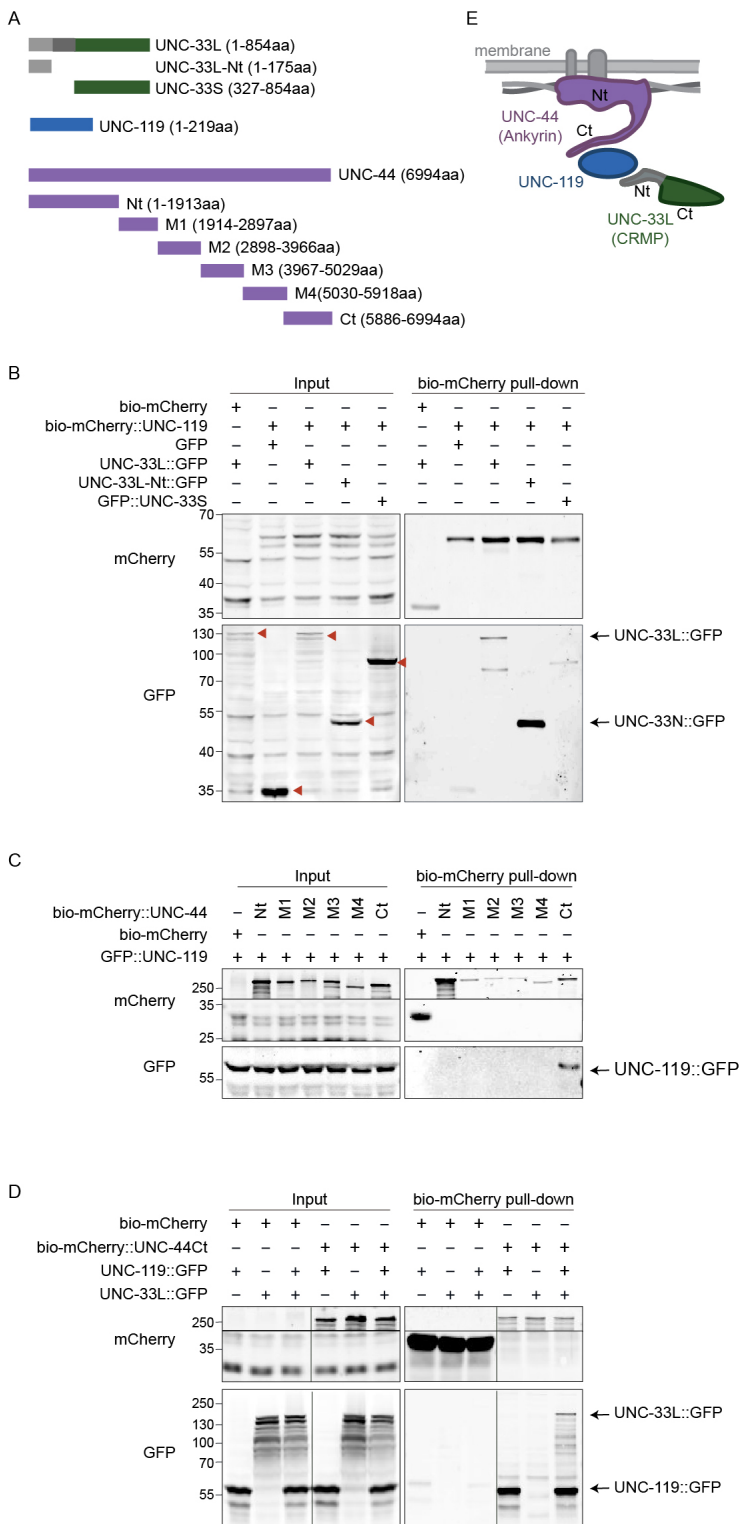 A
UNC-33L (1-854aa)
UNC-33L-Nt (1-175aa)
UNC-33S (327-854aa)
UNC-119 (1-219aa)
UNC-44 (6994aa)
Nt (1-1913aa)
M1 (1914-2897aa)
M2 (2898-3966aa)
M3 (3967-5029aa)
M4(5030-5918aa)
Ct (5886-6994aa)
E
membrane
Nt
UNC-44
(Ankyrin)
Ct
UNC-119
Nt
Ct
UNC-33L
(CRMP)
B
Input bio-mCherry pull-down
bio-mCherry + – – – – + – – – –
bio-mCherry::UNC-119 – + + + + – + + + +
GFP – + – – – – + – – –
UNC-33L::GFP + – + – – + – + – –
UNC-33L-Nt::GFP – – – + – – – – + –
GFP::UNC-33S – – – – + – – – – +
70
55
mCherry
40
35
130
100
70
GFP
55
40
35
UNC-33L::GFP
UNC-33N::GFP
C
Input bio-mCherry pull-down
bio-mCherry::UNC-44 – Nt M1 M2 M3 M4 Ct – Nt M1 M2 M3 M4 Ct
bio-mCherry + – – – – – – + – – – – – –
GFP::UNC-119 + + + + + + + + + + + + + +
250
mCherry
35
25
GFP
55
UNC-119::GFP
D
Input bio-mCherry pull-down
bio-mCherry + + + – – – + + + – – –
bio-mCherry::UNC-44Ct – – – + + + – – – + + +
UNC-119::GFP + – + + – + + – + + – +
UNC-33L::GFP – + + – + + – + + – + +
250
mCherry
35
250
130
100
GFP
70
55
UNC-33L::GFP
UNC-119::GFP